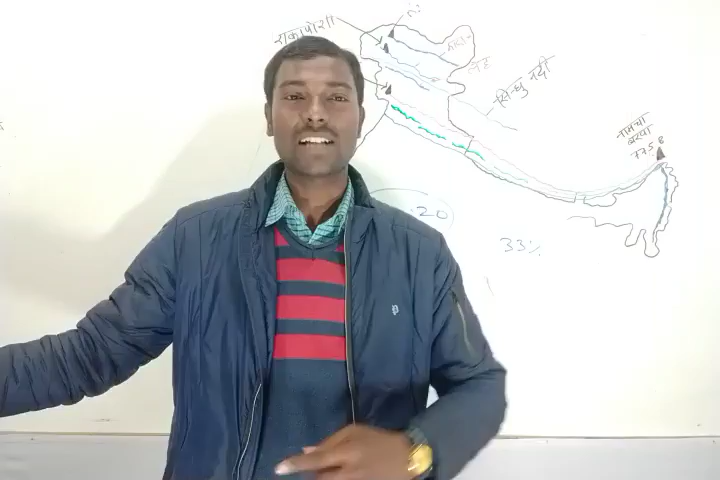 राकापोशी
लेह
सिन्धु नदी
नामचा
बरवा
7756
20
33%